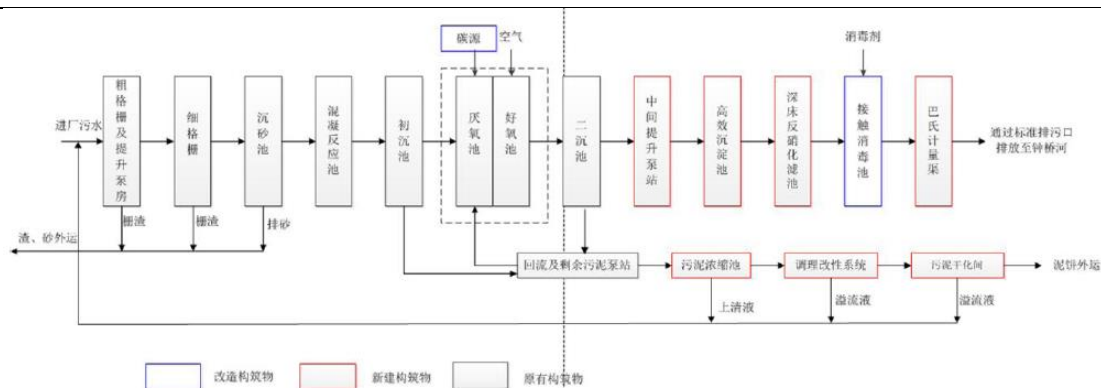 碳源
空气
消毒剂
进厂污水
粗格栅及提升泵房
细格栅
沉砂池
混凝反应池
初沉池
厌氧池
好氧池
二沉池
中间提升泵站
高效沉淀池
深床反硝化滤池
接触消毒池
巴氏计量渠
通过标准排污口
排放至钟桥河
栅渣
栅渣
排砂
渣、砂外运
回流及剩余污泥泵站
污泥浓缩池
调理改性系统
污泥干化间
泥饼外运
上清液
溢流液
溢流液
改造构筑物
新建构筑物
原有构筑物